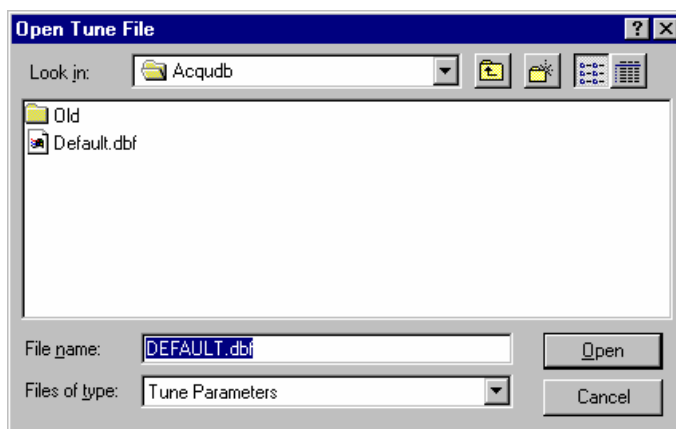 Open Tune File
Look in: Acqudb
Old
Default.dbf
File name: DEFAULT.dbf Open
Files of type: Tune Parameters Cancel